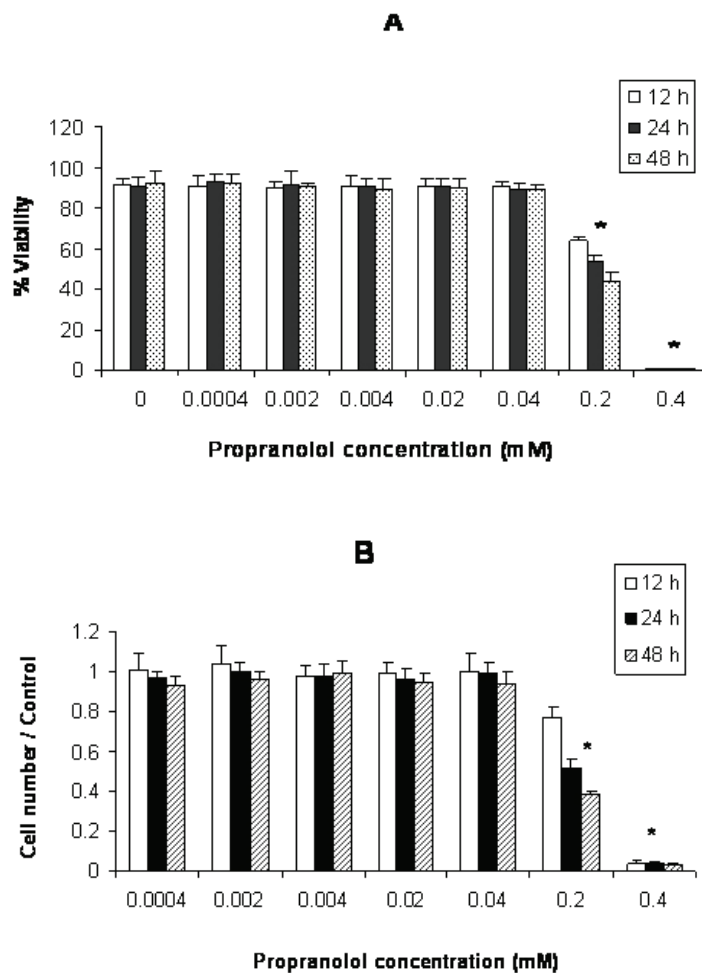 A
12 h
24 h
48 h
120
100
80
60
40
20
0
% Viability
*
*
0 0.0004 0.002 0.004 0.02 0.04 0.2 0.4
Propranolol concentration (mM)
B
12 h
24 h
48 h
1.2
1
0.8
0.6
0.4
0.2
0
Cell number / Control
*
*
0.0004 0.002 0.004 0.02 0.04 0.2 0.4
Propranolol concentration (mM)